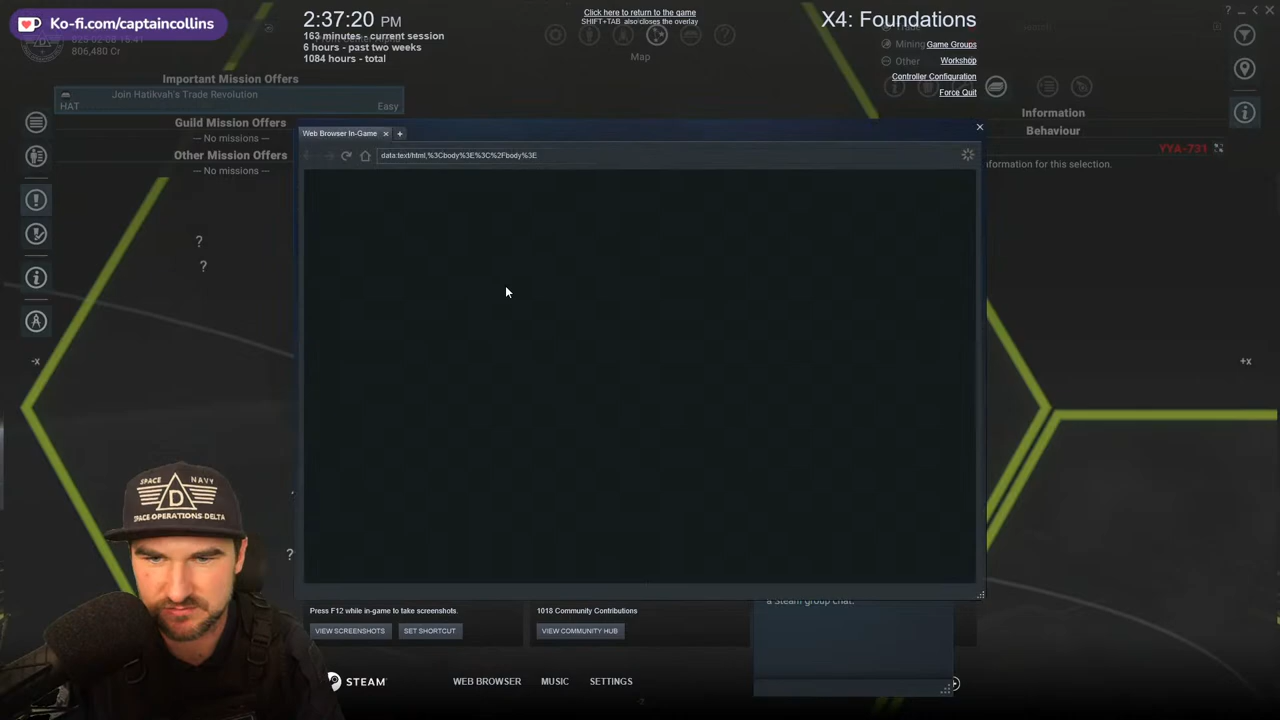 Ko-fi.com/captaincollins
806,480 Cr
2:37:20 PM
163 minutes - current session
6 hours - past two weeks
1084 hours - total
Click here to return to the game
SHIFT+TAB also closes the overlay
Map
X4: Foundations
Mining
Game Groups
Other
Workshop
Controller Configuration
Force Quit
Important Mission Offers
Join Hatikvah's Trade Revolution
HAT
Easy
Guild Mission Offers
— No missions —
Other Mission Offers
— No missions —
Web Browser In-Game
data:text/html,%3Cbody%3E%3C%2Fbody%3E
Information
Behaviour
YYA-731
nformation for this selection.
?
?
?
-x
+x
SPACE NAVY
D
SPACE-OPERATIONS-DELTA
Press F12 while in-game to take screenshots.
VIEW SCREENSHOTS
SET SHORTCUT
1018 Community Contributions
VIEW COMMUNITY HUB
a Steam group chat.
STEAM
WEB BROWSER
MUSIC
SETTINGS